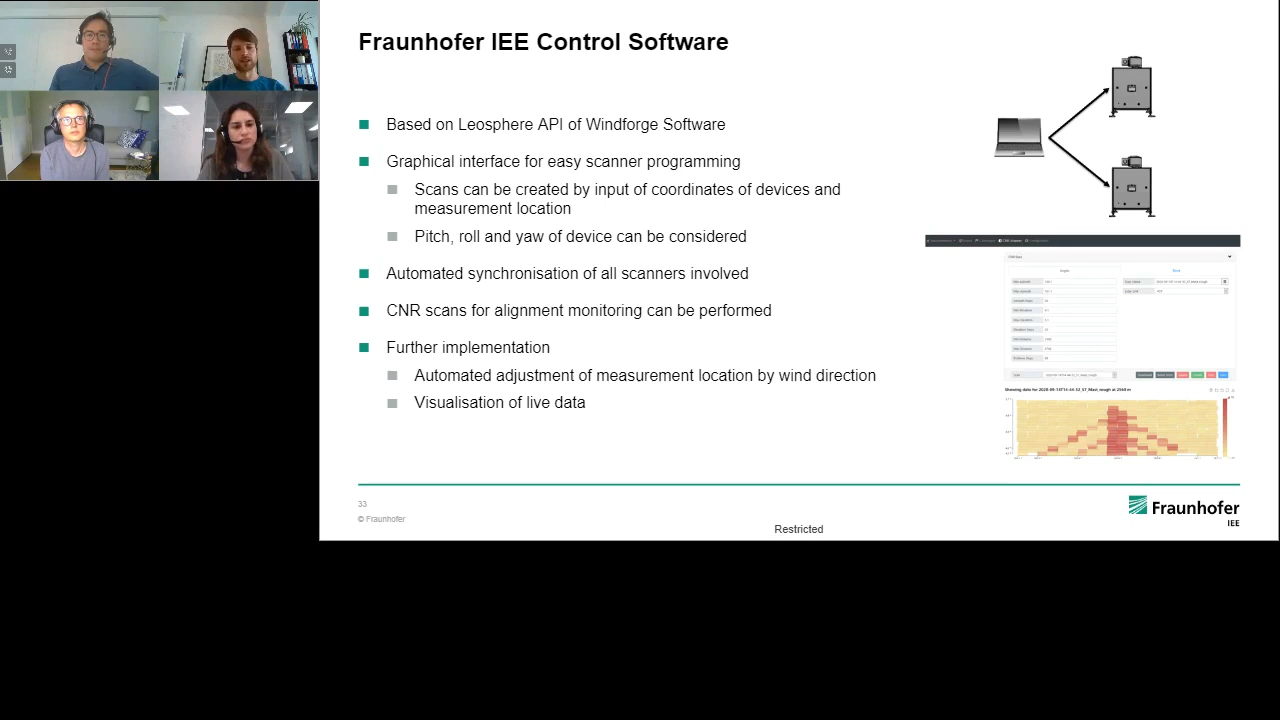 Fraunhofer IEE Control Software
Based on Leosphere API of Windforge Software
Graphical interface for easy scanner programming
Scans can be created by input of coordinates of devices and
measurement location
Pitch, roll and yaw of device can be considered
Automated synchronisation of all scanners involved
CNR scans for alignment monitoring can be performed
Further implementation
Automated adjustment of measurement location by wind direction
Visualisation of live data
33
© Fraunhofer
Restricted
Fraunhofer
IEE